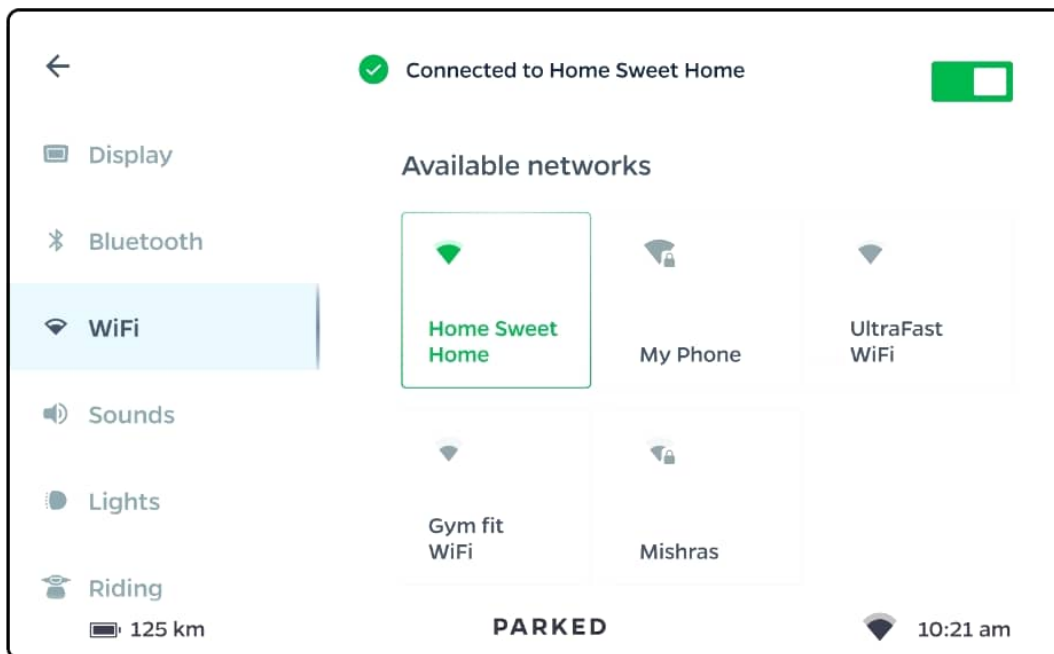 Connected to Home Sweet Home
Display
Bluetooth
WiFi
Sounds
Lights
Riding
Available networks
Home Sweet
Home
My Phone
UltraFast
WiFi
Gym fit
WiFi
Mishras
125 km
PARKED
10:21 am